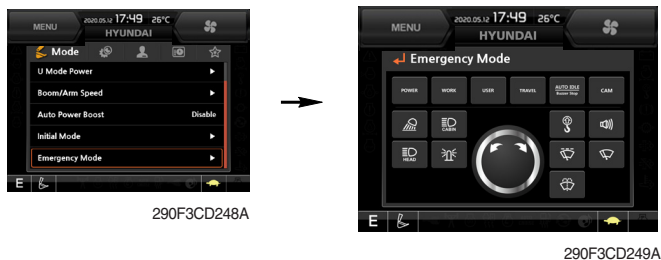 MENU
2020.05.12 17:49 26°C
HYUNDAI
Mode
U Mode Power
Boom/Arm Speed
Auto Power Boost Disable
Initial Mode
Emergency Mode
E
290F3CD248A
MENU
2020.05.12 17:49 26°C
HYUNDAI
Emergency Mode
POWER WORK USER TRAVEL AUTO IDLE CAM
Buzzer Stop
CABIN
HEAD
E
290F3CD249A